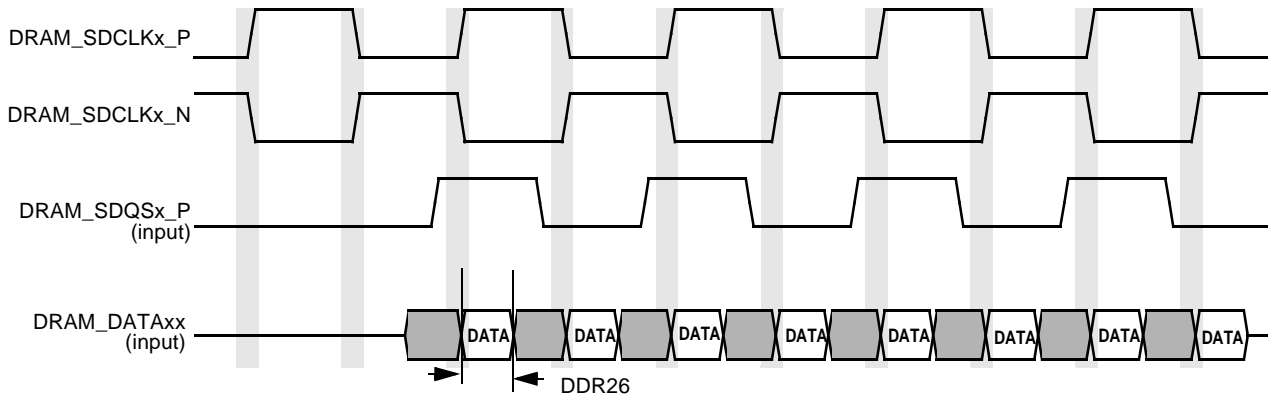 DRAM_SDCLKx_P
DRAM_SDCLKx_N
DRAM_SDQSx_P
(input)
DRAM_DATAxx
(input)
DATA DATA DATA DATA DATA DATA DATA DATA
DDR26